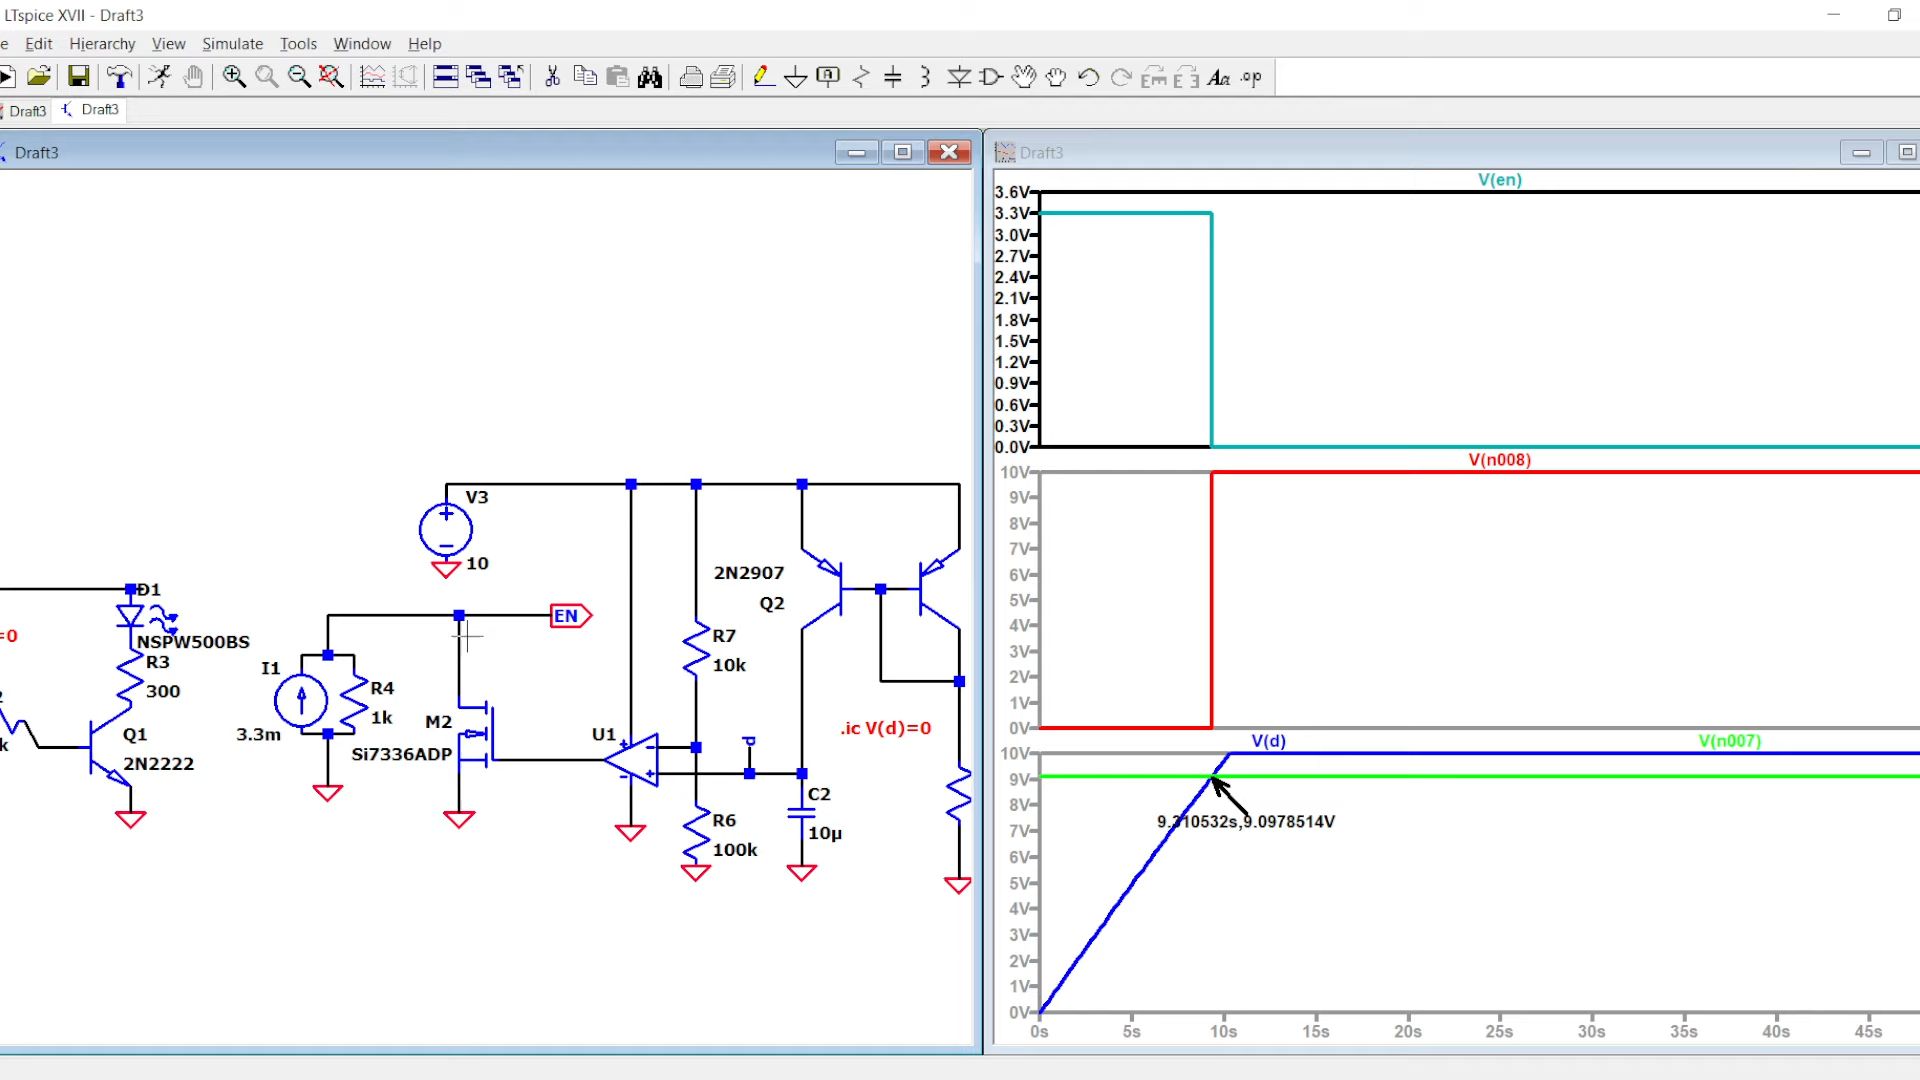 LTspice XVII - Draft3
e Edit Hierarchy View Simulate Tools Window Help
Aa .op
Draft3 Draft3
Draft3
V3
10
D1
NSPW500BS
=0
R3
300
Q1
2N2222
k
I1
3.3m
R4
1k
EN
M2
Si7336ADP
U1
R7
10k
R6
100k
2N2907
Q2
D
C2
10µ
.ic V(d)=0
Draft3
V(en)
3.6V
3.3V
3.0V
2.7V
2.4V
2.1V
1.8V
1.5V
1.2V
0.9V
0.6V
0.3V
0.0V
V(n008)
10V
9V
8V
7V
6V
5V
4V
3V
2V
1V
0V
V(d) V(n007)
10V
9V
8V
7V
6V
5V
4V
3V
2V
1V
0V
9.310532s,9.0978514V
0s 5s 10s 15s 20s 25s 30s 35s 40s 45s